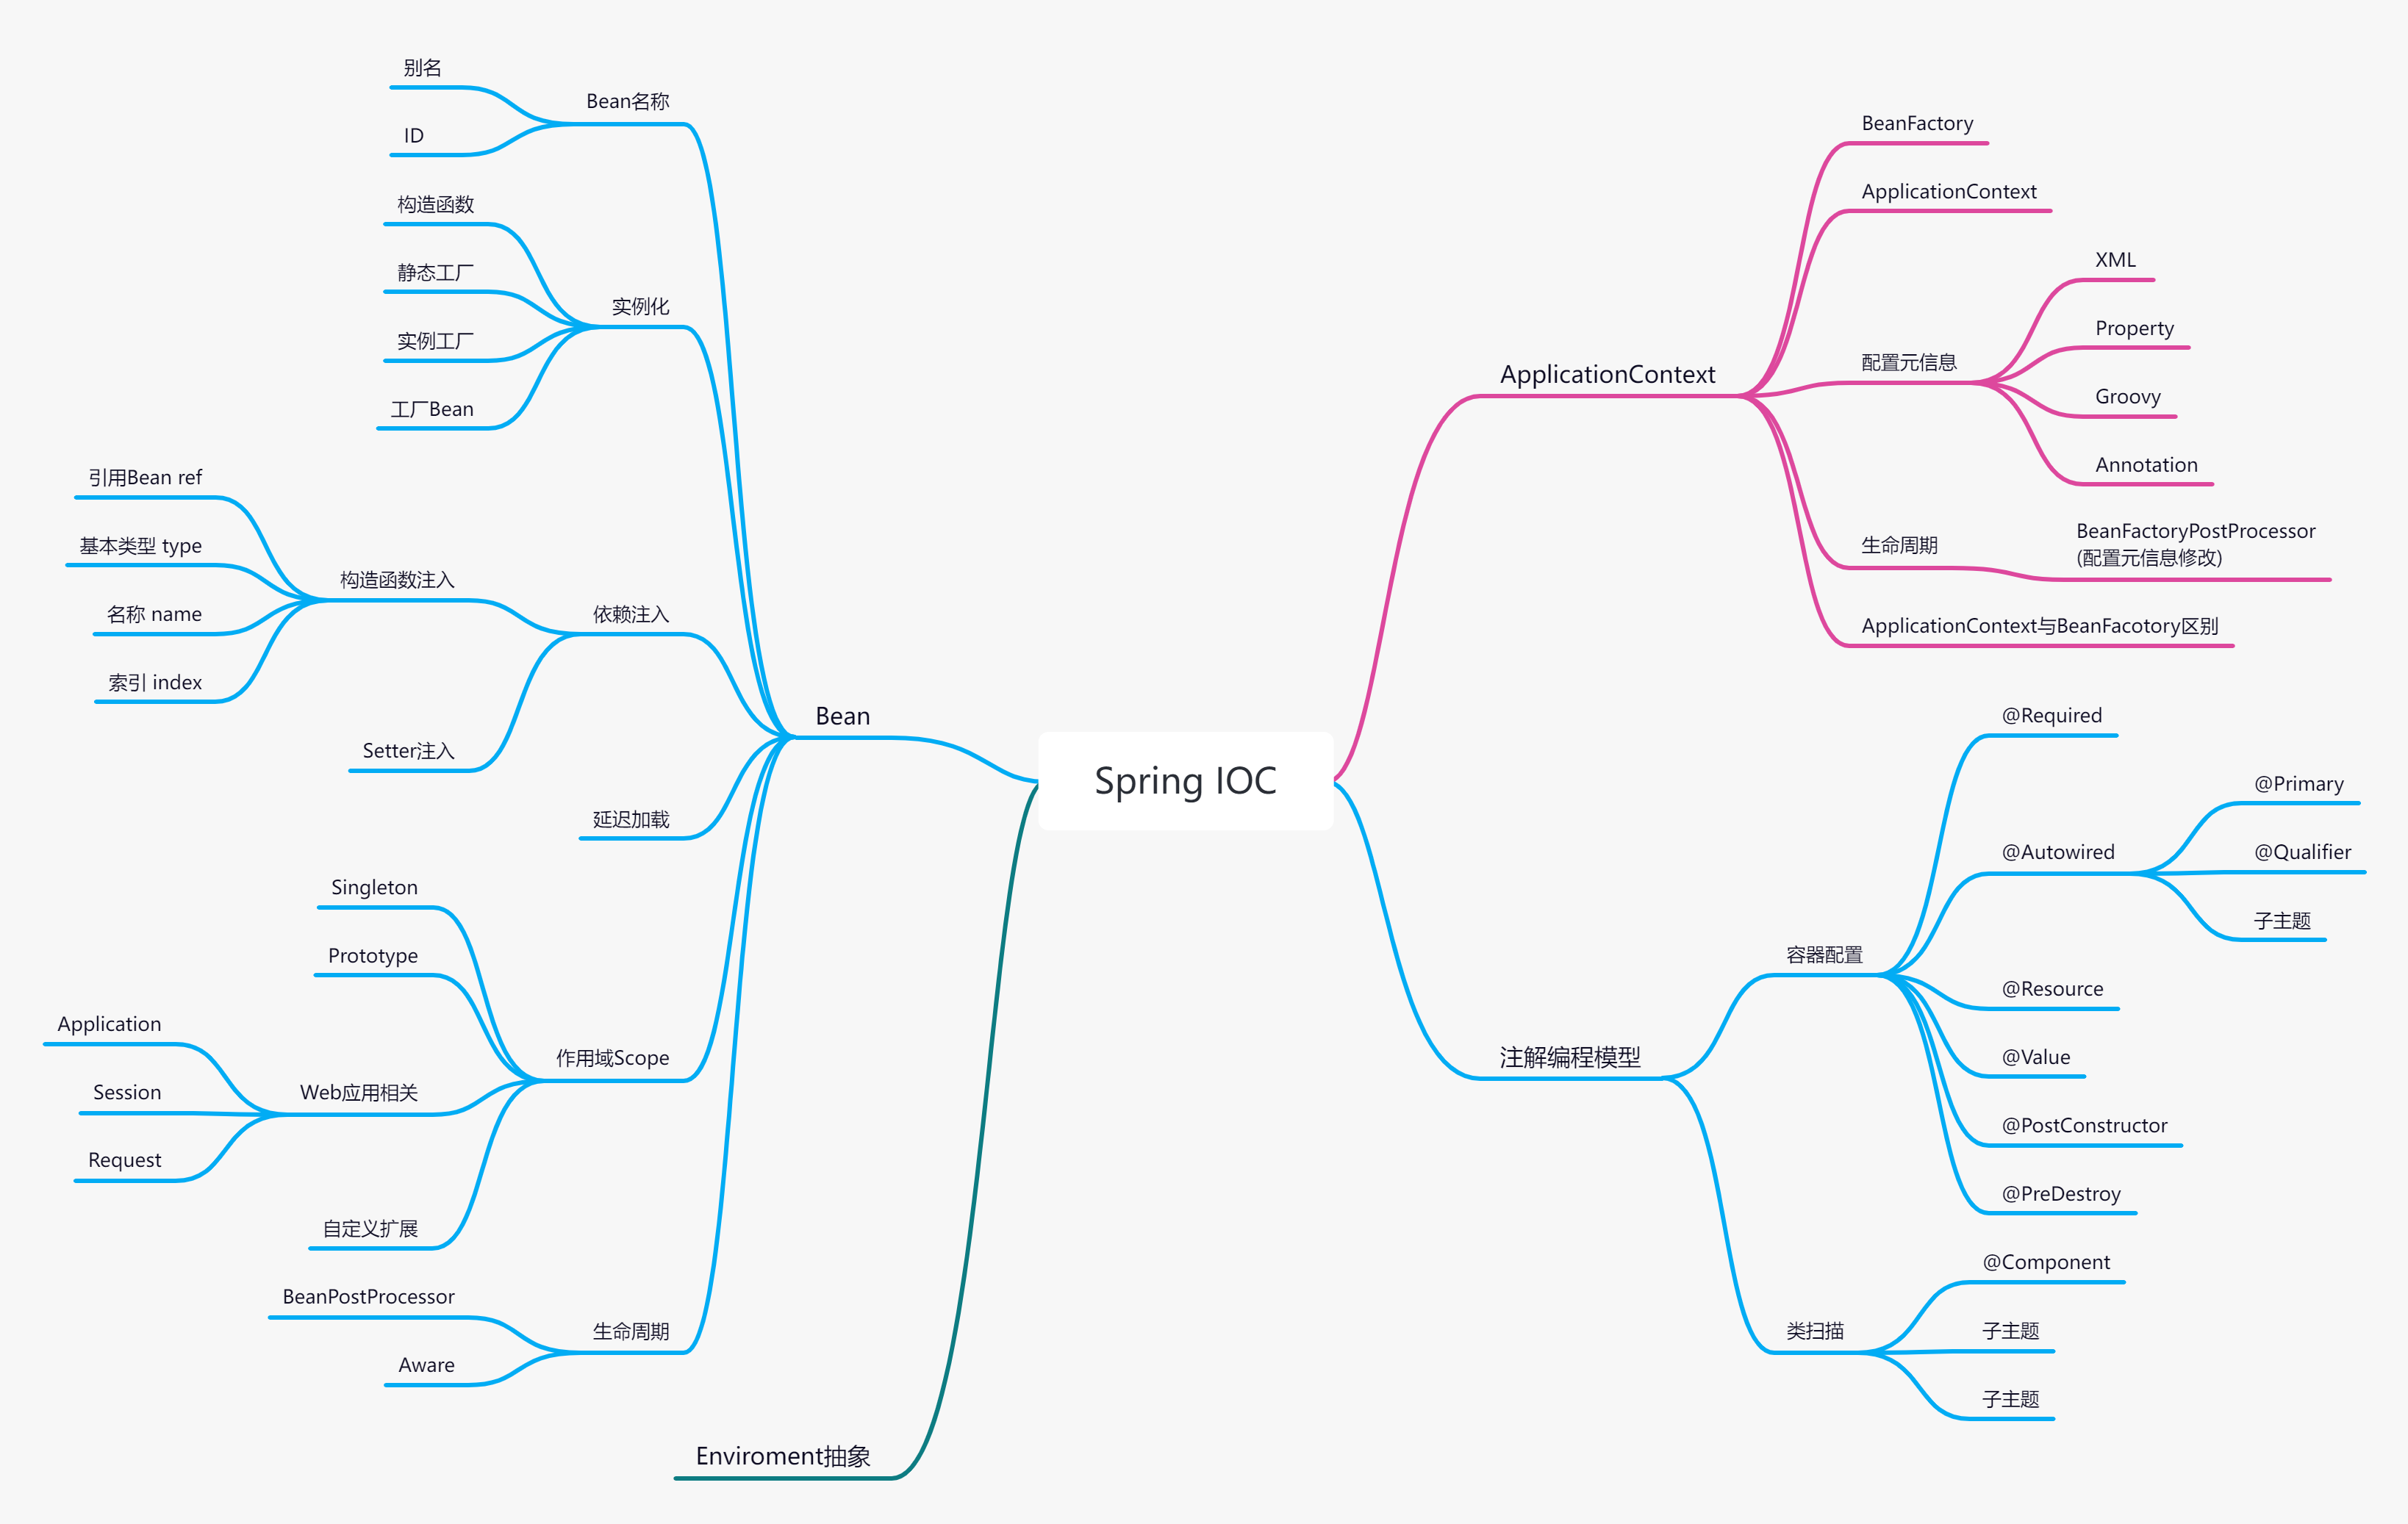 Spring IOC
ApplicationContext
BeanFactory
ApplicationContext
配置元信息
XML
Property
Groovy
Annotation
生命周期
BeanFactoryPostProcessor
(配置元信息修改)
ApplicationContext与BeanFacotory区别
注解编程模型
容器配置
@Required
@Autowired
@Primary
@Qualifier
子主题
@Resource
@Value
@PostConstructor
@PreDestroy
类扫描
@Component
子主题
子主题
Bean
Bean名称
别名
ID
实例化
构造函数
静态工厂
实例工厂
工厂Bean
依赖注入
构造函数注入
引用Bean ref
基本类型 type
名称 name
索引 index
Setter注入
延迟加载
作用域Scope
Singleton
Prototype
Web应用相关
Application
Session
Request
自定义扩展
生命周期
BeanPostProcessor
Aware
Enviroment抽象